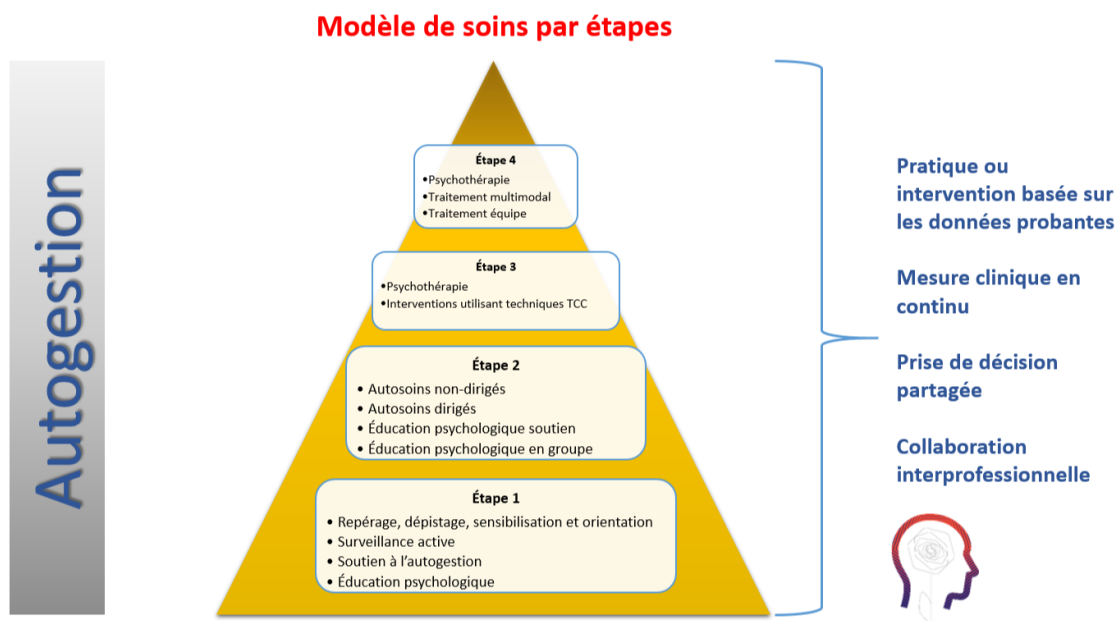 Modèle de soins par étapes
Autogestion
Étape 4
•Psychothérapie
•Traitement multimodal
•Traitement équipe
Étape 3
•Psychothérapie
•Interventions utilisant techniques TCC
Étape 2
• Autosoins non-dirigés
• Autosoins dirigés
• Éducation psychologique soutien
• Éducation psychologique en groupe
Étape 1
• Repérage, dépistage, sensibilisation et orientation
• Surveillance active
• Soutien à l’autogestion
• Éducation psychologique
Pratique ou
intervention basée sur
les données probantes
Mesure clinique en
continu
Prise de décision
partagée
Collaboration
interprofessionnelle